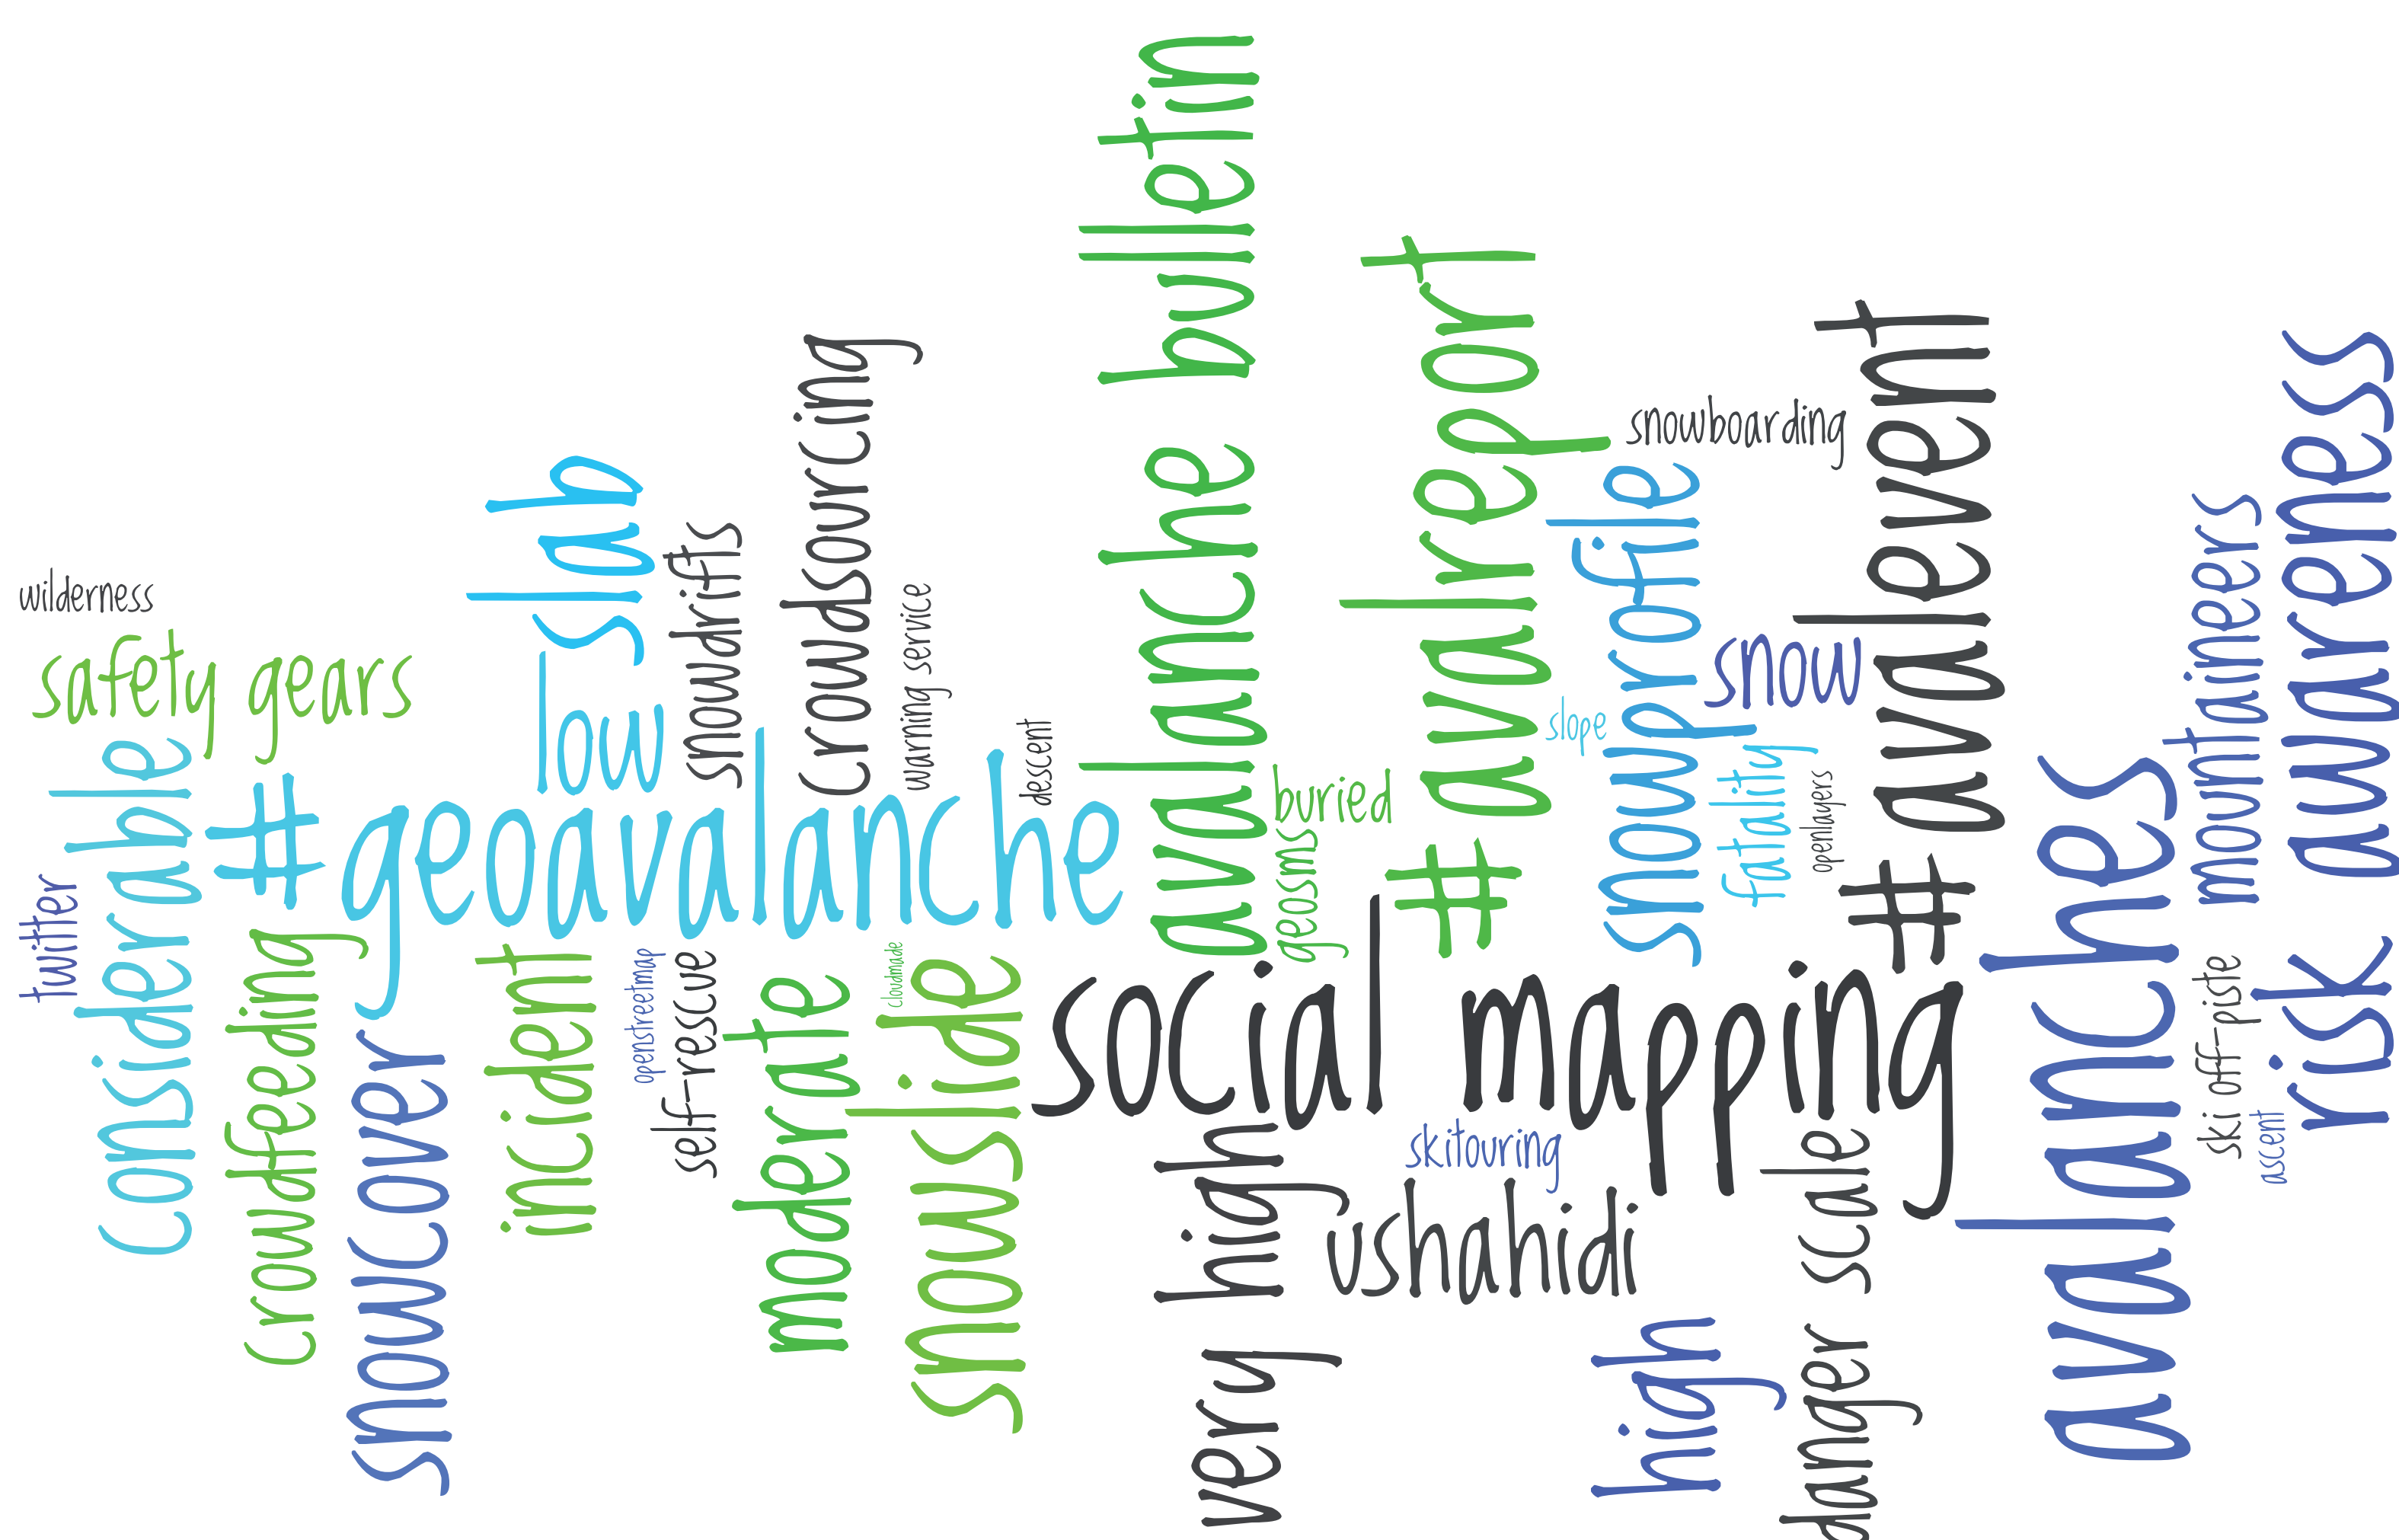 wilderness
safety gears
twitter
considerable
#geoavalanche
crowdfeeding
snowcover
incident
slab
low
snowdrifts
crowdsourcing
warning service
descent
openstreetmap
self-rescue
moderate
cloudmade
snowslide
avalanche bulletin
buried
geocoms
#avalreport
snowprofile
slope
snowboarding
snow
fatality
openlayers
#avalevent
social mapping
skitouring
ushahidi
very high
high
danger scale
avalanches
mountaineers
risk awareness
ski off-piste
ascent